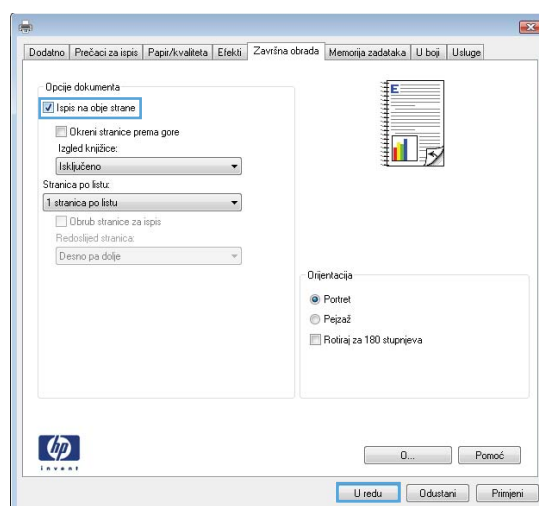 Dodatno Prečaci za ispis Papir/kvaliteta Efekti Završna obrada Memorija zadataka U boji Usluge
Opcije dokumenta
Ispis na obje strane
Okreni stranice prema gore
Izgled knjižice:
Isključeno
Stranica po listu:
1 stranica po listu
Obrub stranice za ispis
Redoslijed stranica:
Desno pa dolje
E
Orijentacija
Portret
Pejzaž
Rotiraj za 180 stupnjeva
hp
invent
O... Pomoć
U redu Odustani Primjeni